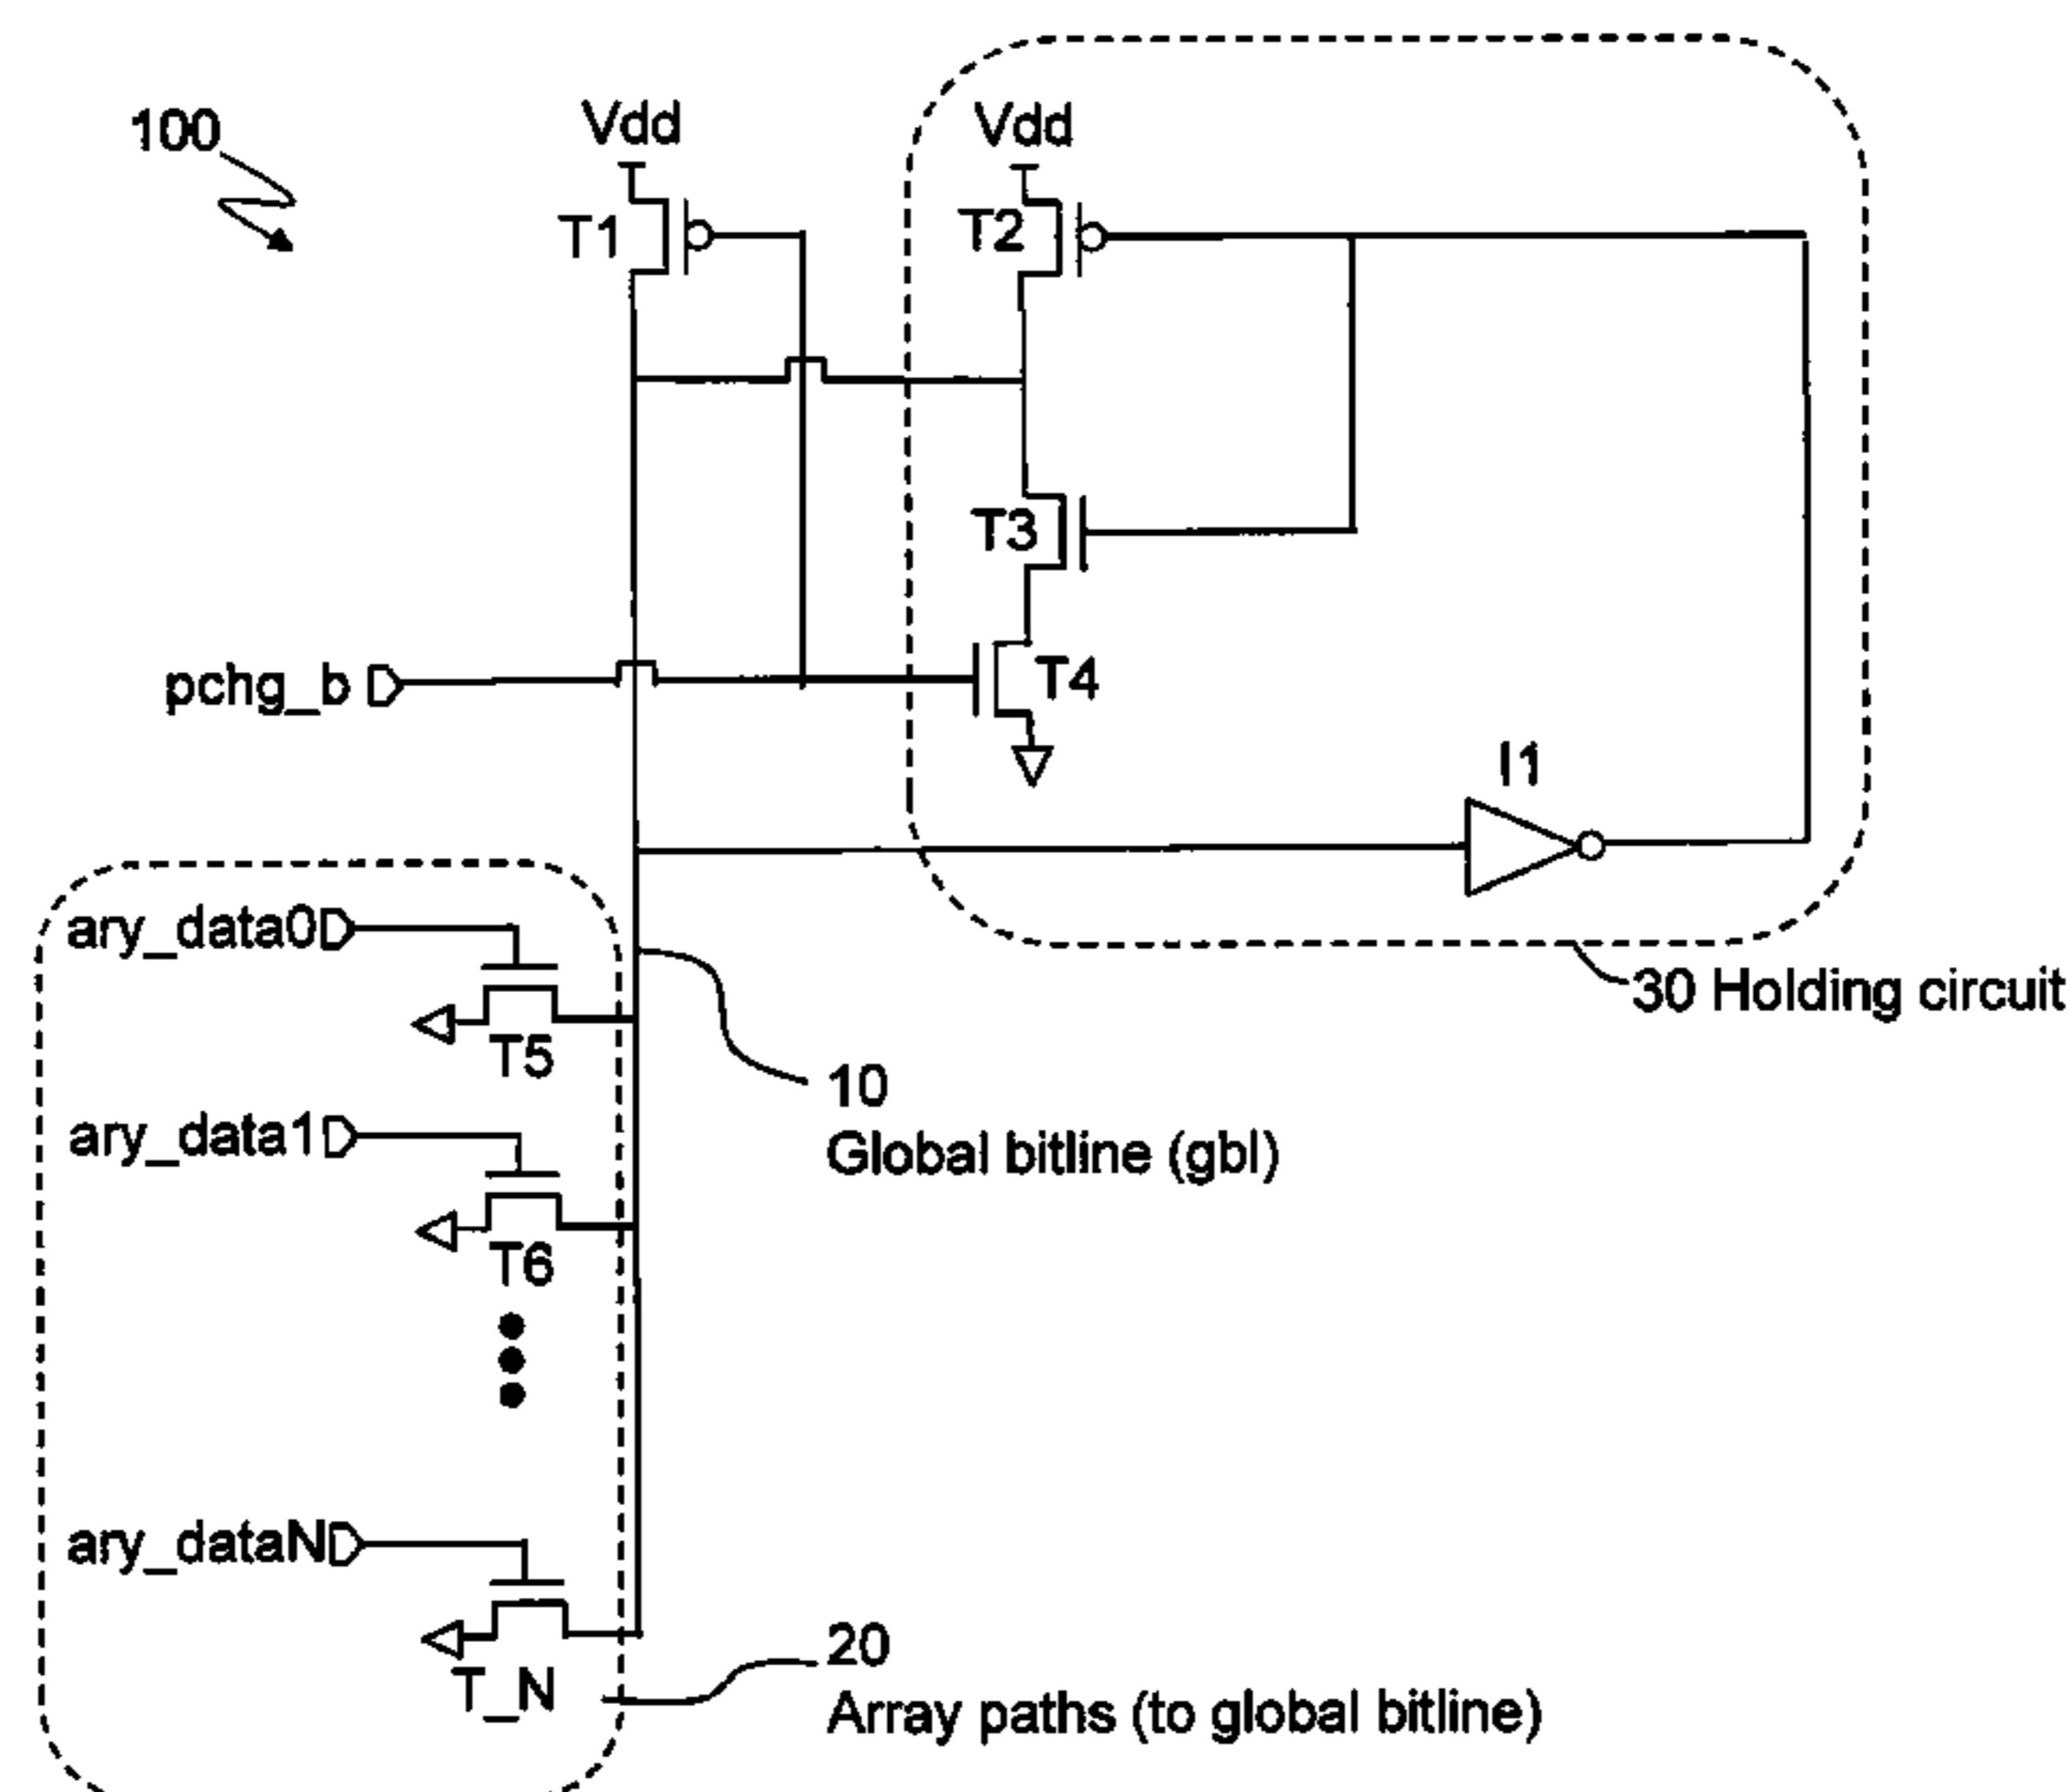 100
Vdd
Vdd
T1
T2
T3
pchg_b
T4
I1
ary_data0
30 Holding circuit
T5
10
ary_data1
Global bitline (gbl)
T6
ary_dataN
20
T_N
Array paths (to global bitline)